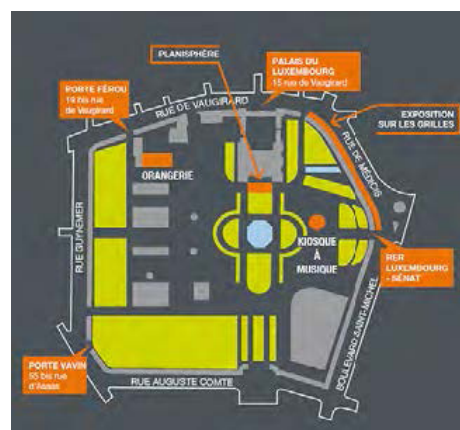 PLANISPHÈRE
PALAIS DU
LUXEMBOURG
15 rue de Vaugirard
PORTE FÉROU
19 bis rue
de Vaugirard
RUE DE VAUGIRARD
EXPOSITION
SUR LES GRILLES
RUE DE MÉDICIS
ORANGERIE
KIOSQUE
À
MUSIQUE
RUE GUYNEMER
RER
LUXEMBOURG
- SÉNAT
BOULEVARD SAINT-MICHEL
PORTE VAVIN
55 bis rue
d'Assas
RUE AUGUSTE COMTE